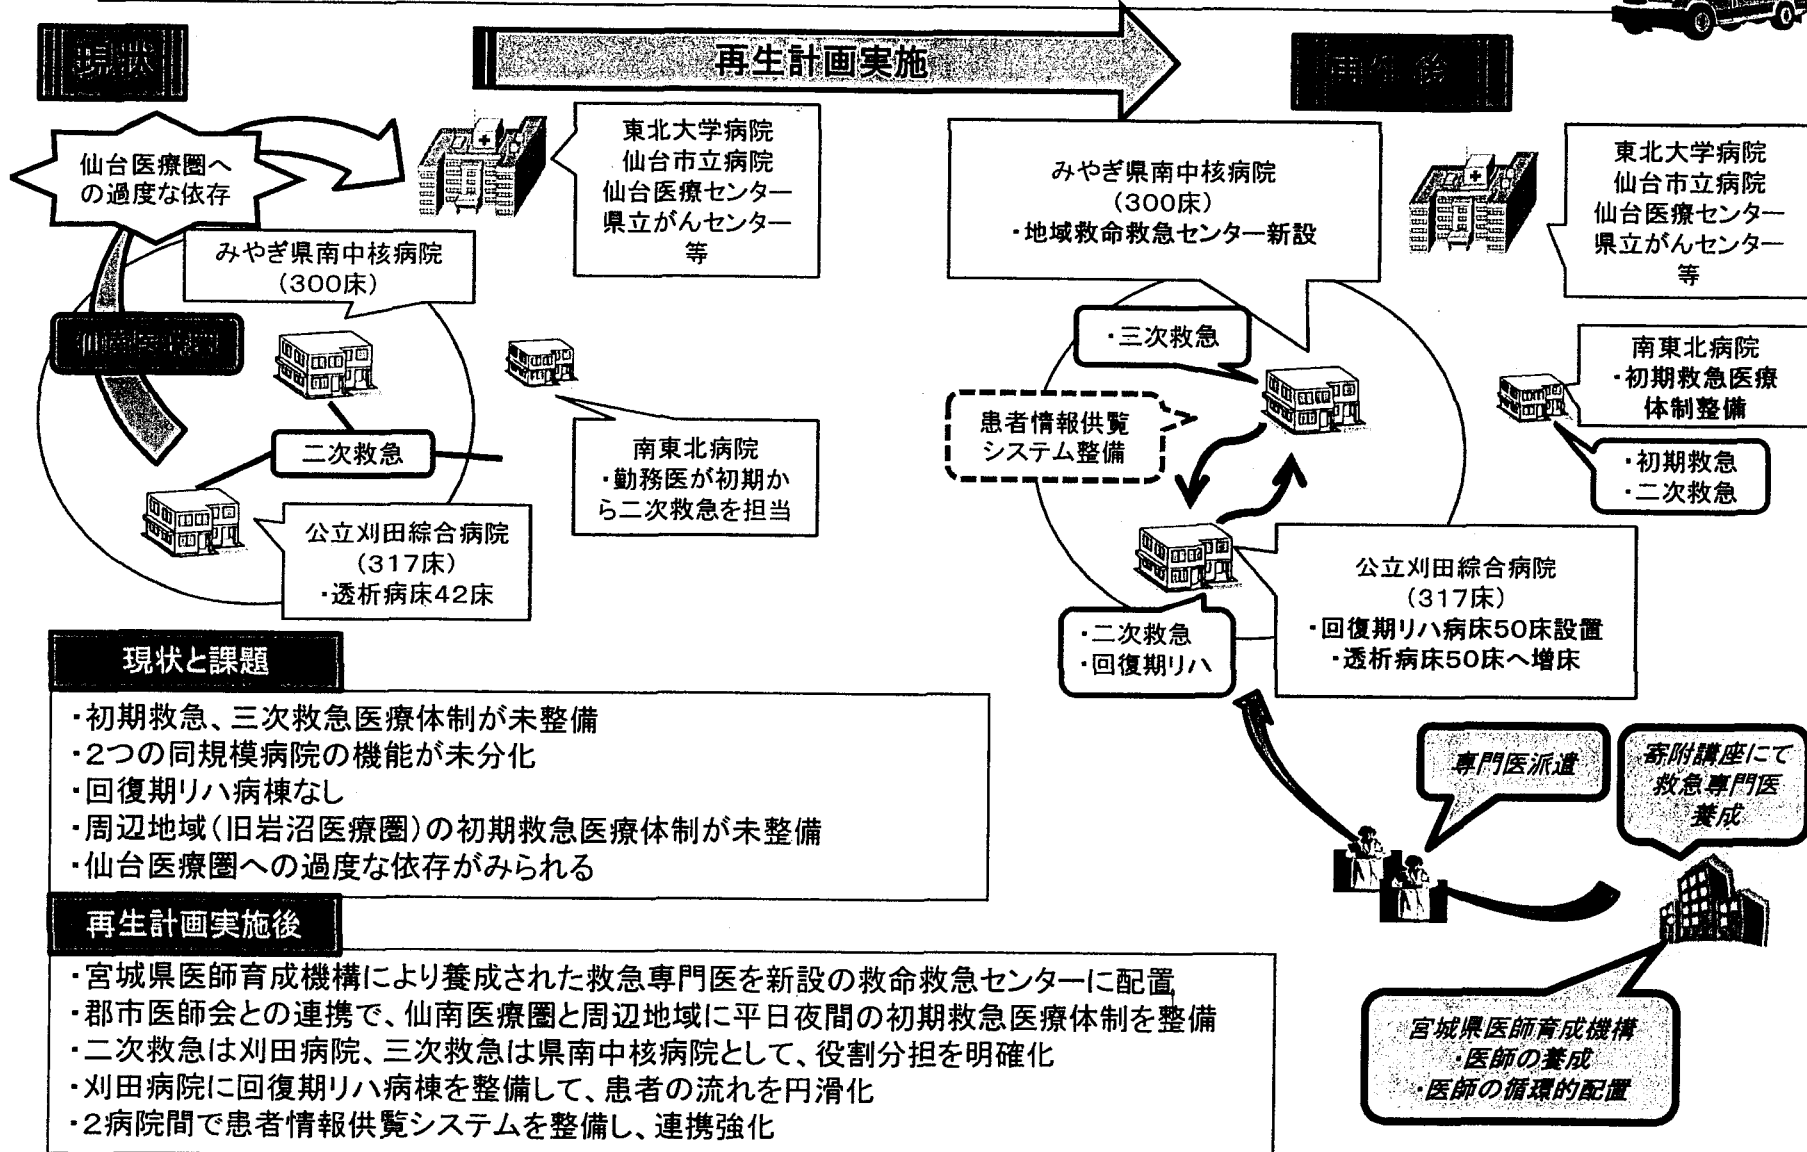 現状
再生計画実施
再生後
仙台医療圏へ
の過度な依存
東北大学病院
仙台市立病院
仙台医療センター
県立がんセンター
等
みやぎ県南中核病院
(300床)
仙南医療圏
二次救急
南東北病院
・勤務医が初期か
ら二次救急を担当
公立刈田綜合病院
(317床)
・透析病床42床
みやぎ県南中核病院
(300床)
・地域救命救急センター新設
東北大学病院
仙台市立病院
仙台医療センター
県立がんセンター
等
・三次救急
患者情報供覧
システム整備
南東北病院
・初期救急医療
体制整備
・初期救急
・二次救急
公立刈田綜合病院
(317床)
・回復期リハ病床50床設置
・透析病床50床へ増床
・二次救急
・回復期リハ
専門医派遣
寄附講座にて
救急専門医
養成
宮城県医師育成機構
・医師の養成
・医師の循環的配置
現状と課題
・初期救急、三次救急医療体制が未整備
・2つの同規模病院の機能が未分化
・回復期リハ病棟なし
・周辺地域(旧岩沼医療圏)の初期救急医療体制が未整備
・仙台医療圏への過度な依存がみられる
再生計画実施後
・宮城県医師育成機構により養成された救急専門医を新設の救命救急センターに配置
・郡市医師会との連携で、仙南医療圏と周辺地域に平日夜間の初期救急医療体制を整備
・二次救急は刈田病院、三次救急は県南中核病院として、役割分担を明確化
・刈田病院に回復期リハ病棟を整備して、患者の流れを円滑化
・2病院間で患者情報供覧システムを整備し、連携強化